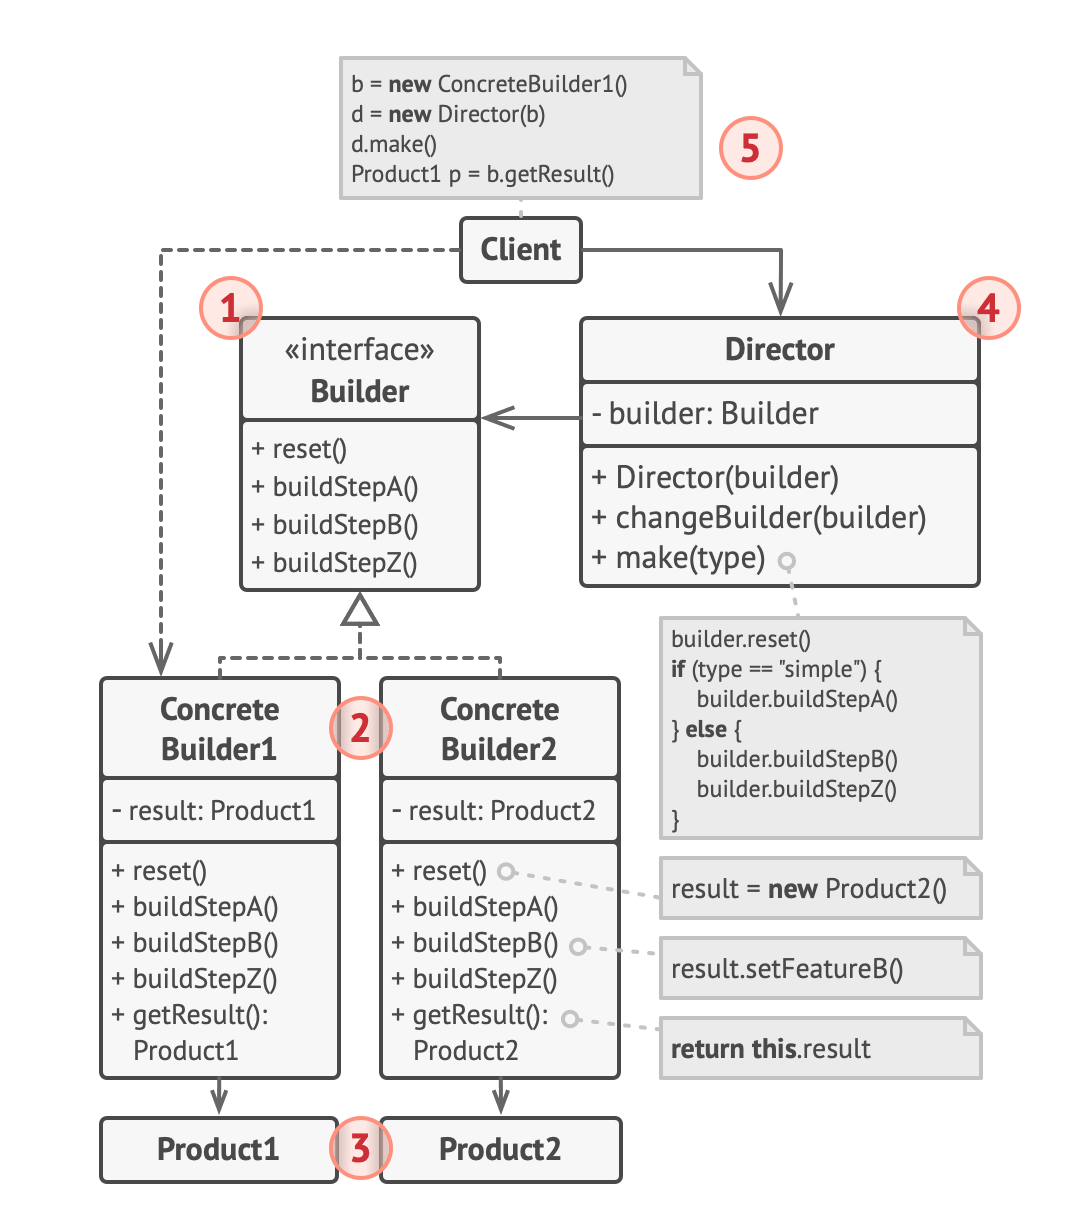 b = new ConcreteBuilder1()
d = new Director(b)
d.make()
Product1 p = b.getResult()
5
Client
1
«interface»
Builder
+ reset()
+ buildStepA()
+ buildStepB()
+ buildStepZ()
4
Director
- builder: Builder
+ Director(builder)
+ changeBuilder(builder)
+ make(type)
builder.reset()
if (type == "simple") {
builder.buildStepA()
} else {
builder.buildStepB()
builder.buildStepZ()
}
Concrete
Builder1
- result: Product1
+ reset()
+ buildStepA()
+ buildStepB()
+ buildStepZ()
+ getResult():
Product1
2
Concrete
Builder2
- result: Product2
+ reset()
+ buildStepA()
+ buildStepB()
+ buildStepZ()
+ getResult():
Product2
result = new Product2()
result.setFeatureB()
return this.result
Product1
3
Product2